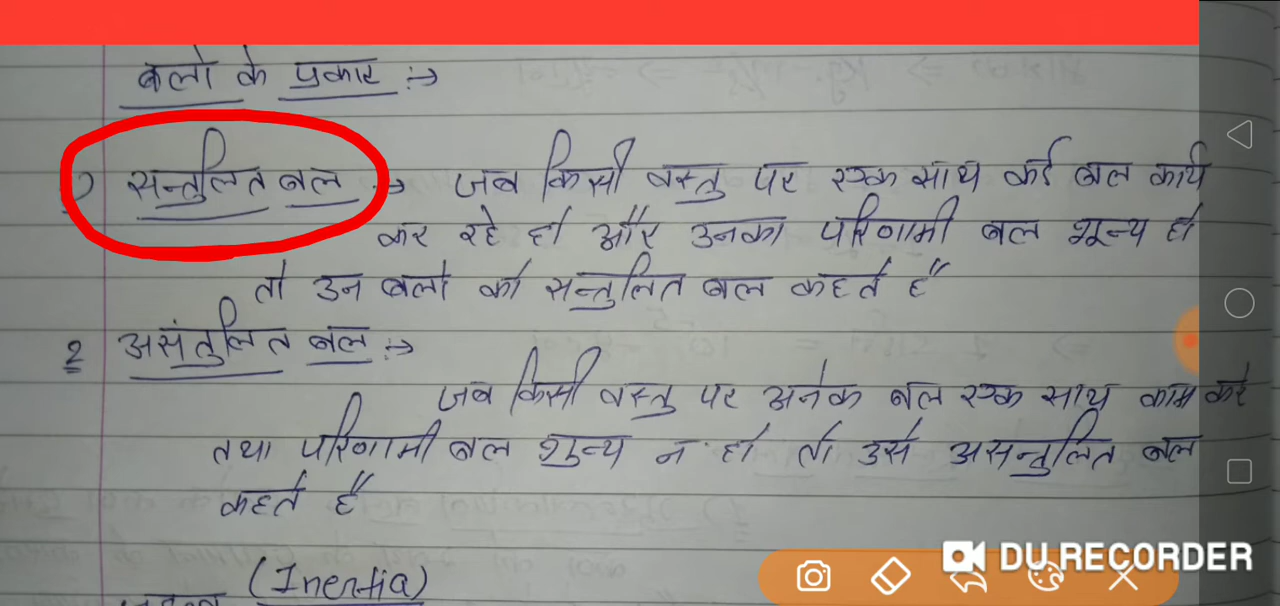 बलो के प्रकार :→
1) सन्तुलित बल :→ जब किसी वस्तु पर एक साथ कई बल कार्य
कर रहे हो और उनका परिणामी बल शून्य हो
तो उन बलो को सन्तुलित बल कहते है"
2 असंतुलित बल :→
जब किसी वस्तु पर अनेक बल एक साथ काम करे
तथा परिणामी बल शुन्य न हो तो उसे असन्तुलित बल
कहते है"
(Inertia)
DU RECORDER